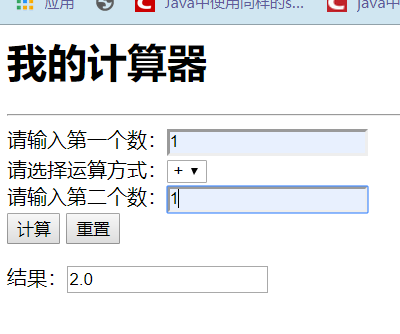 应用
Java中使用同样的s...
java中
我的计算器
请输入第一个数：1
请选择运算方式：+
请输入第二个数：1
计算 重置
结果：2.0